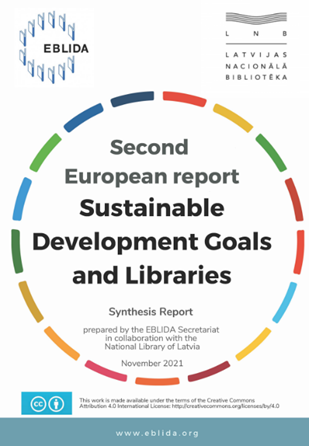 EBLIDA
L N B
LATVIJAS
NACIONĀLĀ
BIBLIOTĒKA
Second
European report
Sustainable
Development Goals
and Libraries
Synthesis Report
prepared by the EBLIDA Secretariat
in collaboration with the
National Library of Latvia
November 2021
cc
This work is made available under the terms of the Creative Commons
Attribution 4.0 International License: http://creativecommons.org/licenses/by/4.0
www.eblida.org